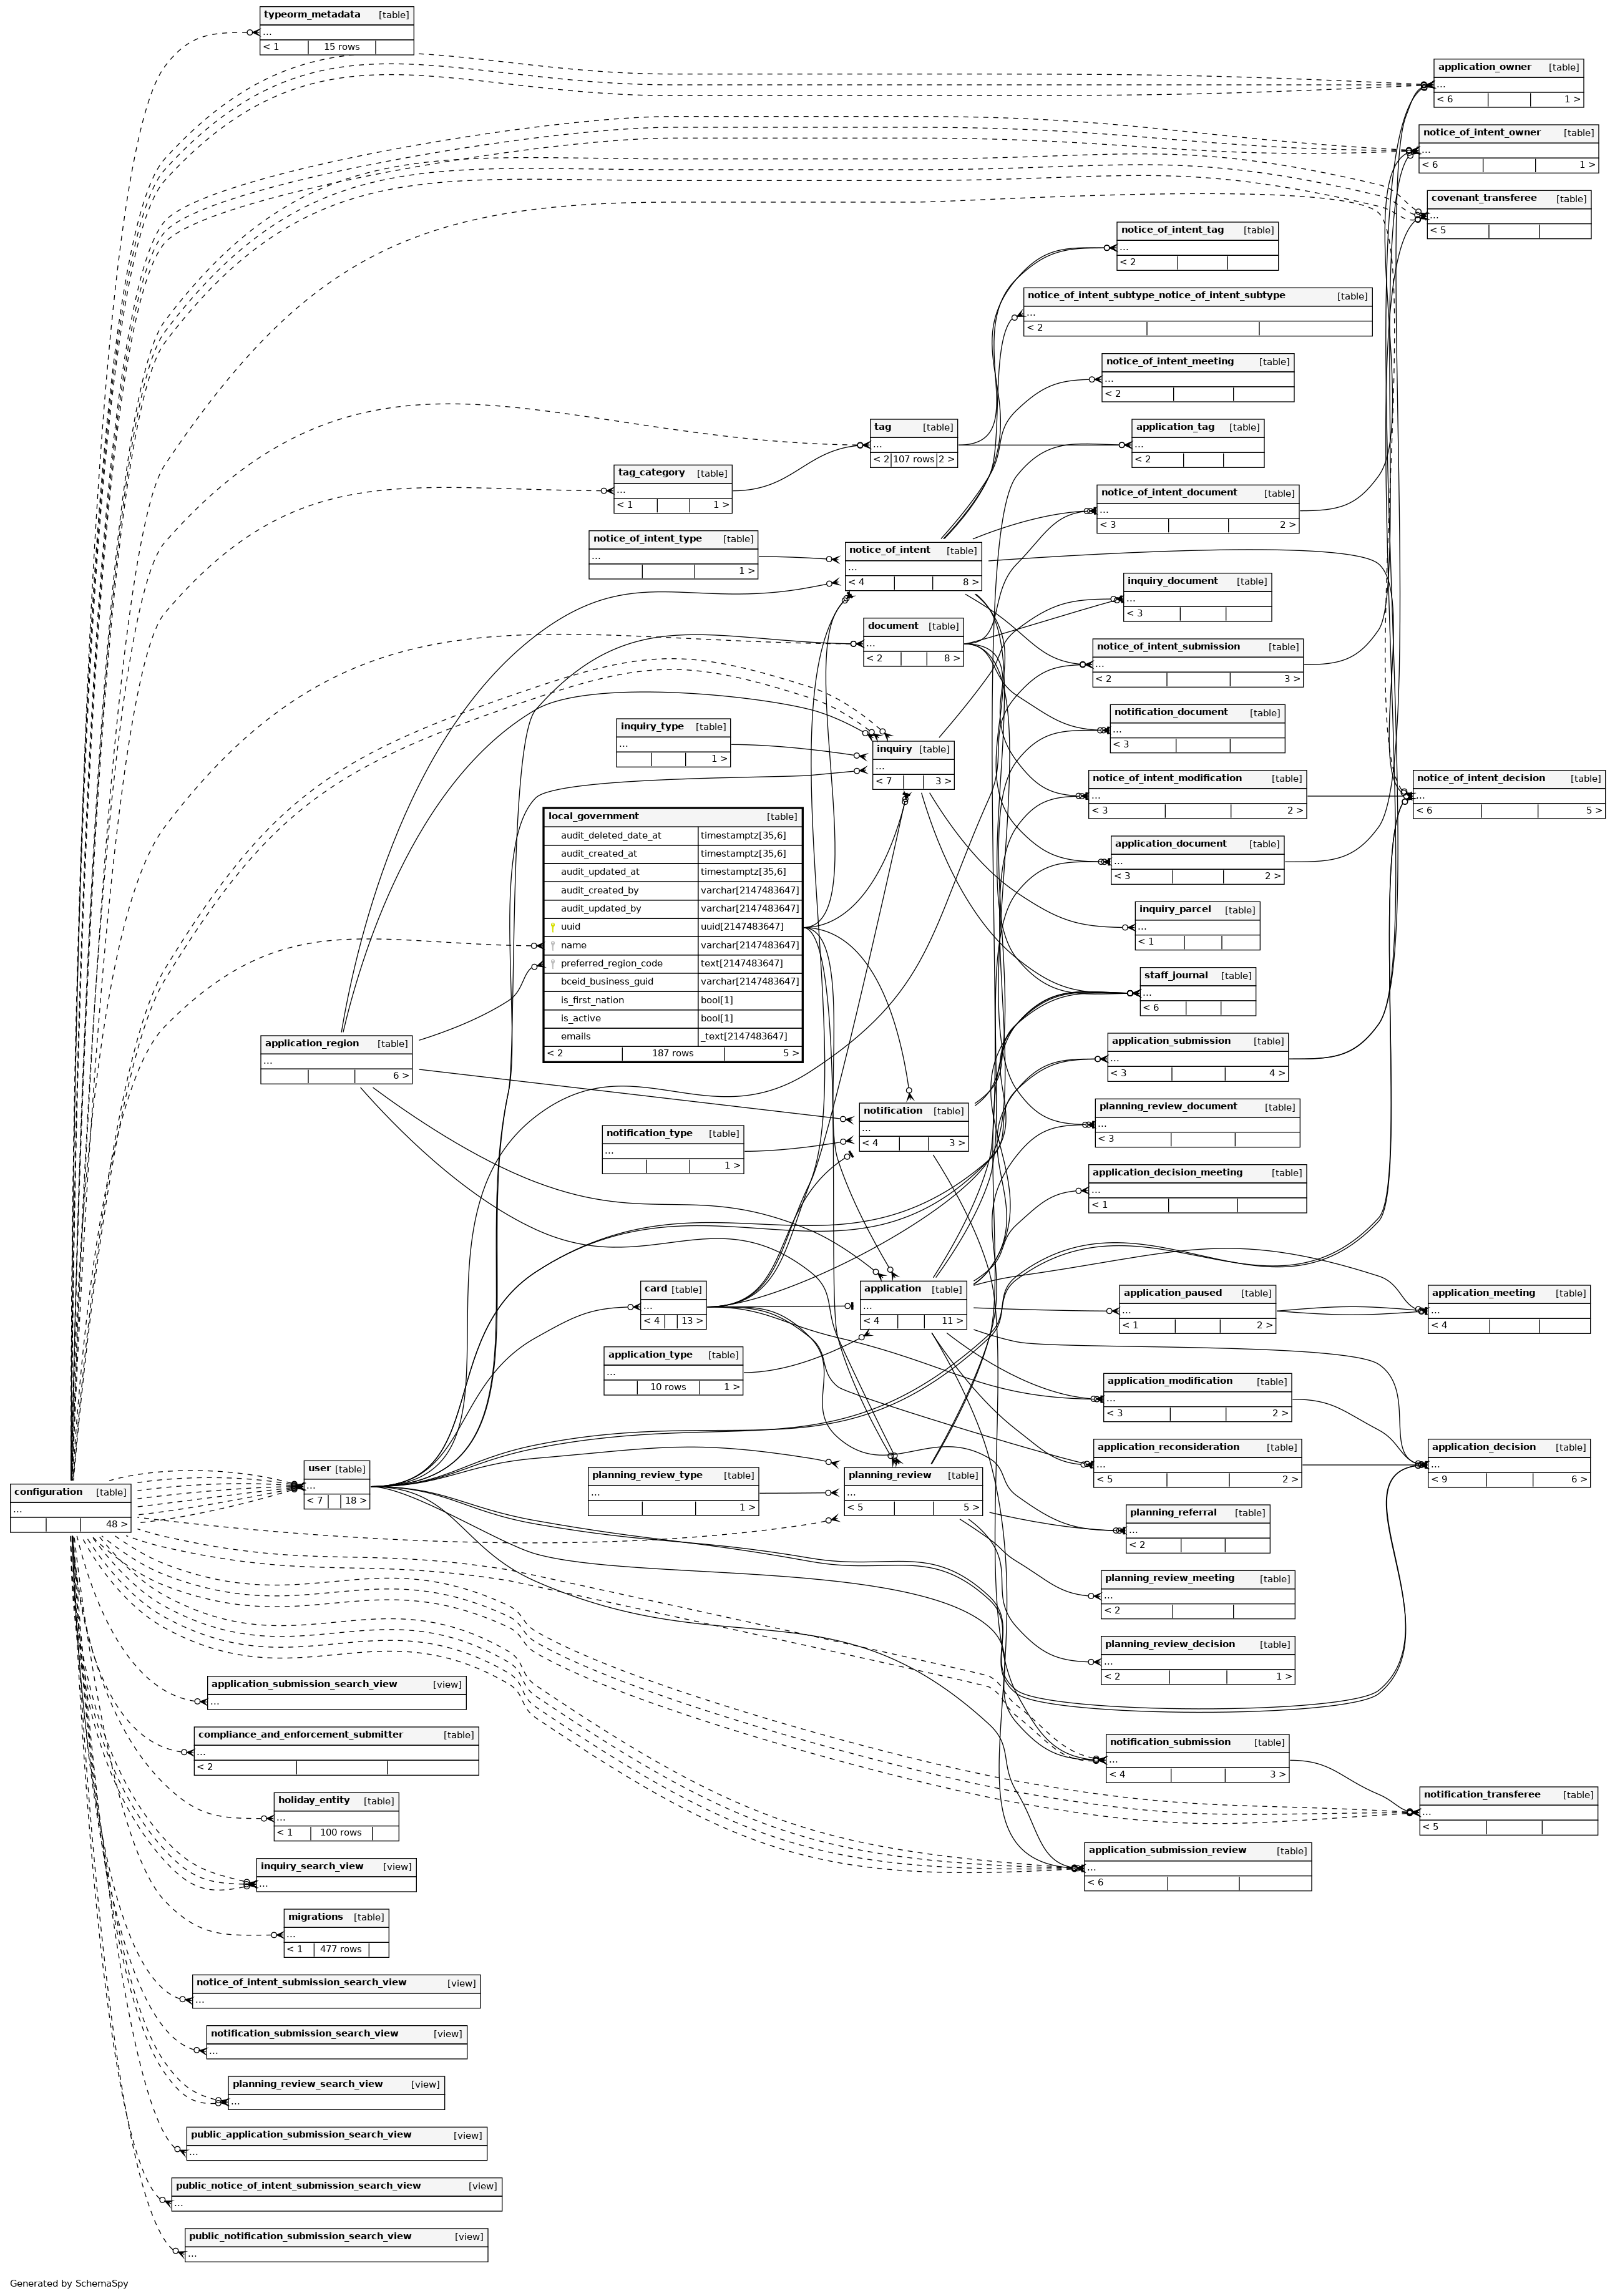 typeorm_metadata [table]
...
< 1 15 rows
application_owner [table]
...
< 6 1 >
notice_of_intent_owner [table]
...
< 6 1 >
covenant_transferee [table]
...
< 5
notice_of_intent_tag [table]
...
< 2
notice_of_intent_subtype_notice_of_intent_subtype [table]
...
< 2
notice_of_intent_meeting [table]
...
< 2
tag [table]
...
< 2 107 rows 2 >
application_tag [table]
...
< 2
tag_category [table]
...
< 1 1 >
notice_of_intent_document [table]
...
< 3 2 >
notice_of_intent_type [table]
...
1 >
notice_of_intent [table]
...
< 4 8 >
inquiry_document [table]
...
< 3
document [table]
...
< 2 8 >
notice_of_intent_submission [table]
...
< 2 3 >
notification_document [table]
...
< 3
inquiry_type [table]
...
1 >
inquiry [table]
...
< 7 3 >
notice_of_intent_modification [table]
...
< 3 2 >
notice_of_intent_decision [table]
...
< 6 5 >
local_government [table]
audit_deleted_date_at timestamptz[35,6]
audit_created_at timestamptz[35,6]
audit_updated_at timestamptz[35,6]
audit_created_by varchar[2147483647]
audit_updated_by varchar[2147483647]
uuid uuid[2147483647]
name varchar[2147483647]
preferred_region_code text[2147483647]
bceid_business_guid varchar[2147483647]
is_first_nation bool[1]
is_active bool[1]
emails _text[2147483647]
< 2 187 rows 5 >
application_document [table]
...
< 3 2 >
inquiry_parcel [table]
...
< 1
staff_journal [table]
...
< 6
application_region [table]
...
6 >
application_submission [table]
...
< 3 4 >
notification [table]
...
< 4 3 >
planning_review_document [table]
...
< 3
notification_type [table]
...
1 >
application_decision_meeting [table]
...
< 1
card [table]
...
< 4 13 >
application [table]
...
< 4 11 >
application_paused [table]
...
< 1 2 >
application_meeting [table]
...
< 4
application_type [table]
...
10 rows 1 >
application_modification [table]
...
< 3 2 >
application_reconsideration [table]
...
< 5 2 >
application_decision [table]
...
< 9 6 >
user [table]
...
< 7 18 >
configuration [table]
...
48 >
planning_review_type [table]
...
1 >
planning_review [table]
...
< 5 5 >
planning_referral [table]
...
< 2
planning_review_meeting [table]
...
< 2
planning_review_decision [table]
...
< 2 1 >
application_submission_search_view [view]
...
compliance_and_enforcement_submitter [table]
...
< 2
notification_submission [table]
...
< 4 3 >
holiday_entity [table]
...
< 1 100 rows
notification_transferee [table]
...
< 5
inquiry_search_view [view]
...
application_submission_review [table]
...
< 6
migrations [table]
...
< 1 477 rows
notice_of_intent_submission_search_view [view]
...
notification_submission_search_view [view]
...
planning_review_search_view [view]
...
public_application_submission_search_view [view]
...
public_notice_of_intent_submission_search_view [view]
...
public_notification_submission_search_view [view]
...
Generated by SchemaSpy